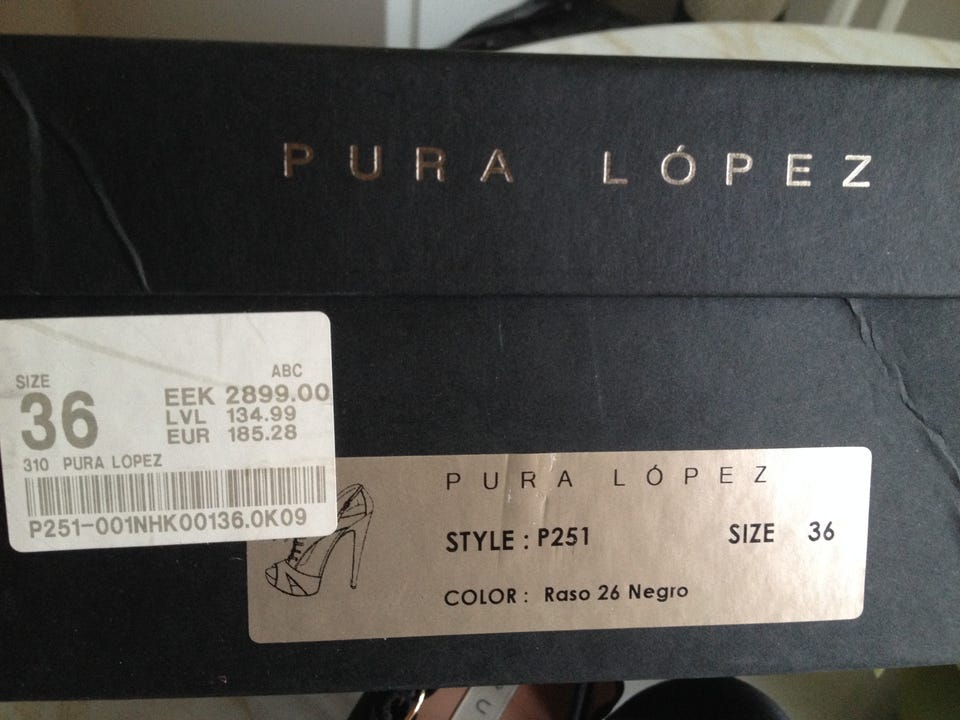 PURA LÓPEZ
SIZE
ABC
36
EEK 2899.00
LVL 134.99
EUR 185.28
310 PURA LOPEZ
P251-001NHK00136.0K09
PURA LÓPEZ
STYLE : P251 SIZE 36
COLOR : Raso 26 Negro